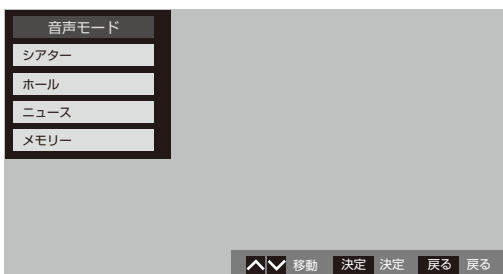 音声モード
シアター
ホール
ニュース
メモリー
移動 決定 決定 戻る 戻る